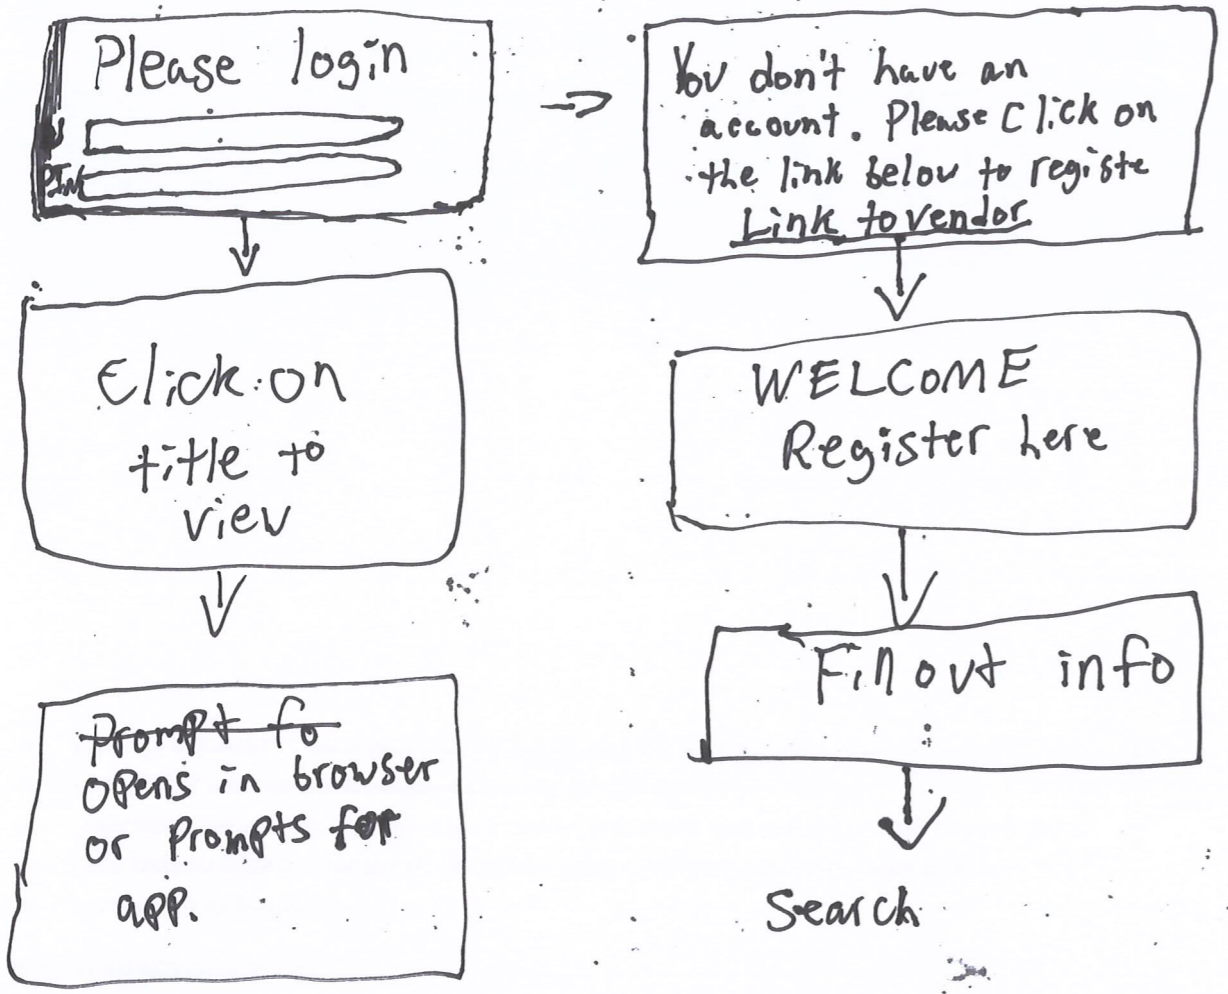 Please login
PIN
Click on
title to
view
Prompt fo
opens in browser
or prompts for
app.
You don't have an
account. Please Click on
the link below to registe
Link to vendor
WELCOME
Register here
Fill out info
Search